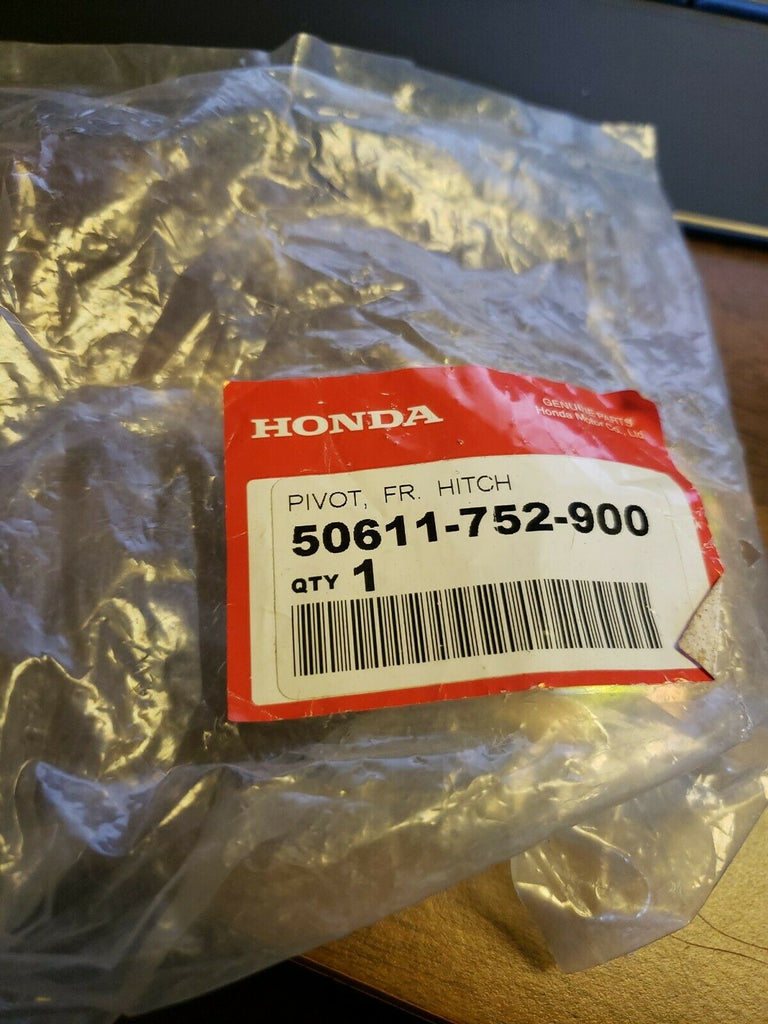 HONDA
GENUINE PARTS
Honda Motor Co., Ltd.
PIVOT, FR. HITCH
50611-752-900
QTY 1